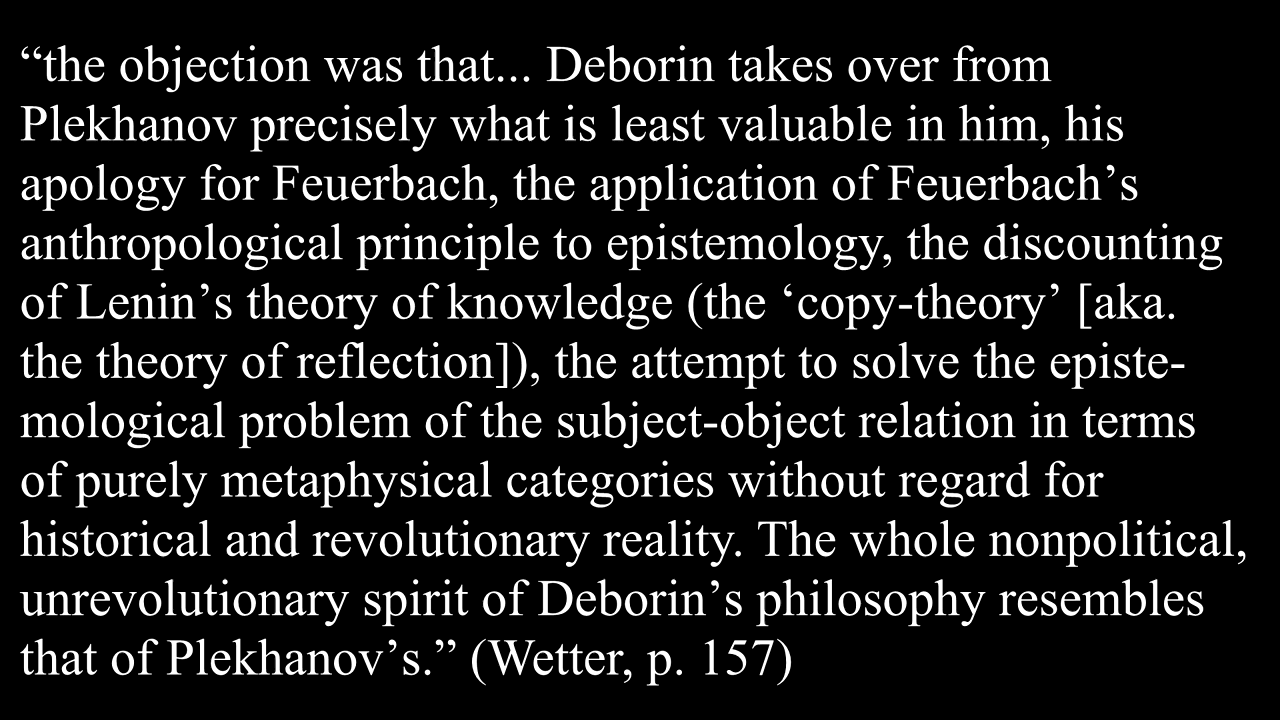 “the objection was that... Deborin takes over from
Plekhanov precisely what is least valuable in him, his
apology for Feuerbach, the application of Feuerbach’s
anthropological principle to epistemology, the discounting
of Lenin’s theory of knowledge (the ‘copy-theory’ [aka.
the theory of reflection]), the attempt to solve the episte-
mological problem of the subject-object relation in terms
of purely metaphysical categories without regard for
historical and revolutionary reality. The whole nonpolitical,
unrevolutionary spirit of Deborin’s philosophy resembles
that of Plekhanov’s.” (Wetter, p. 157)